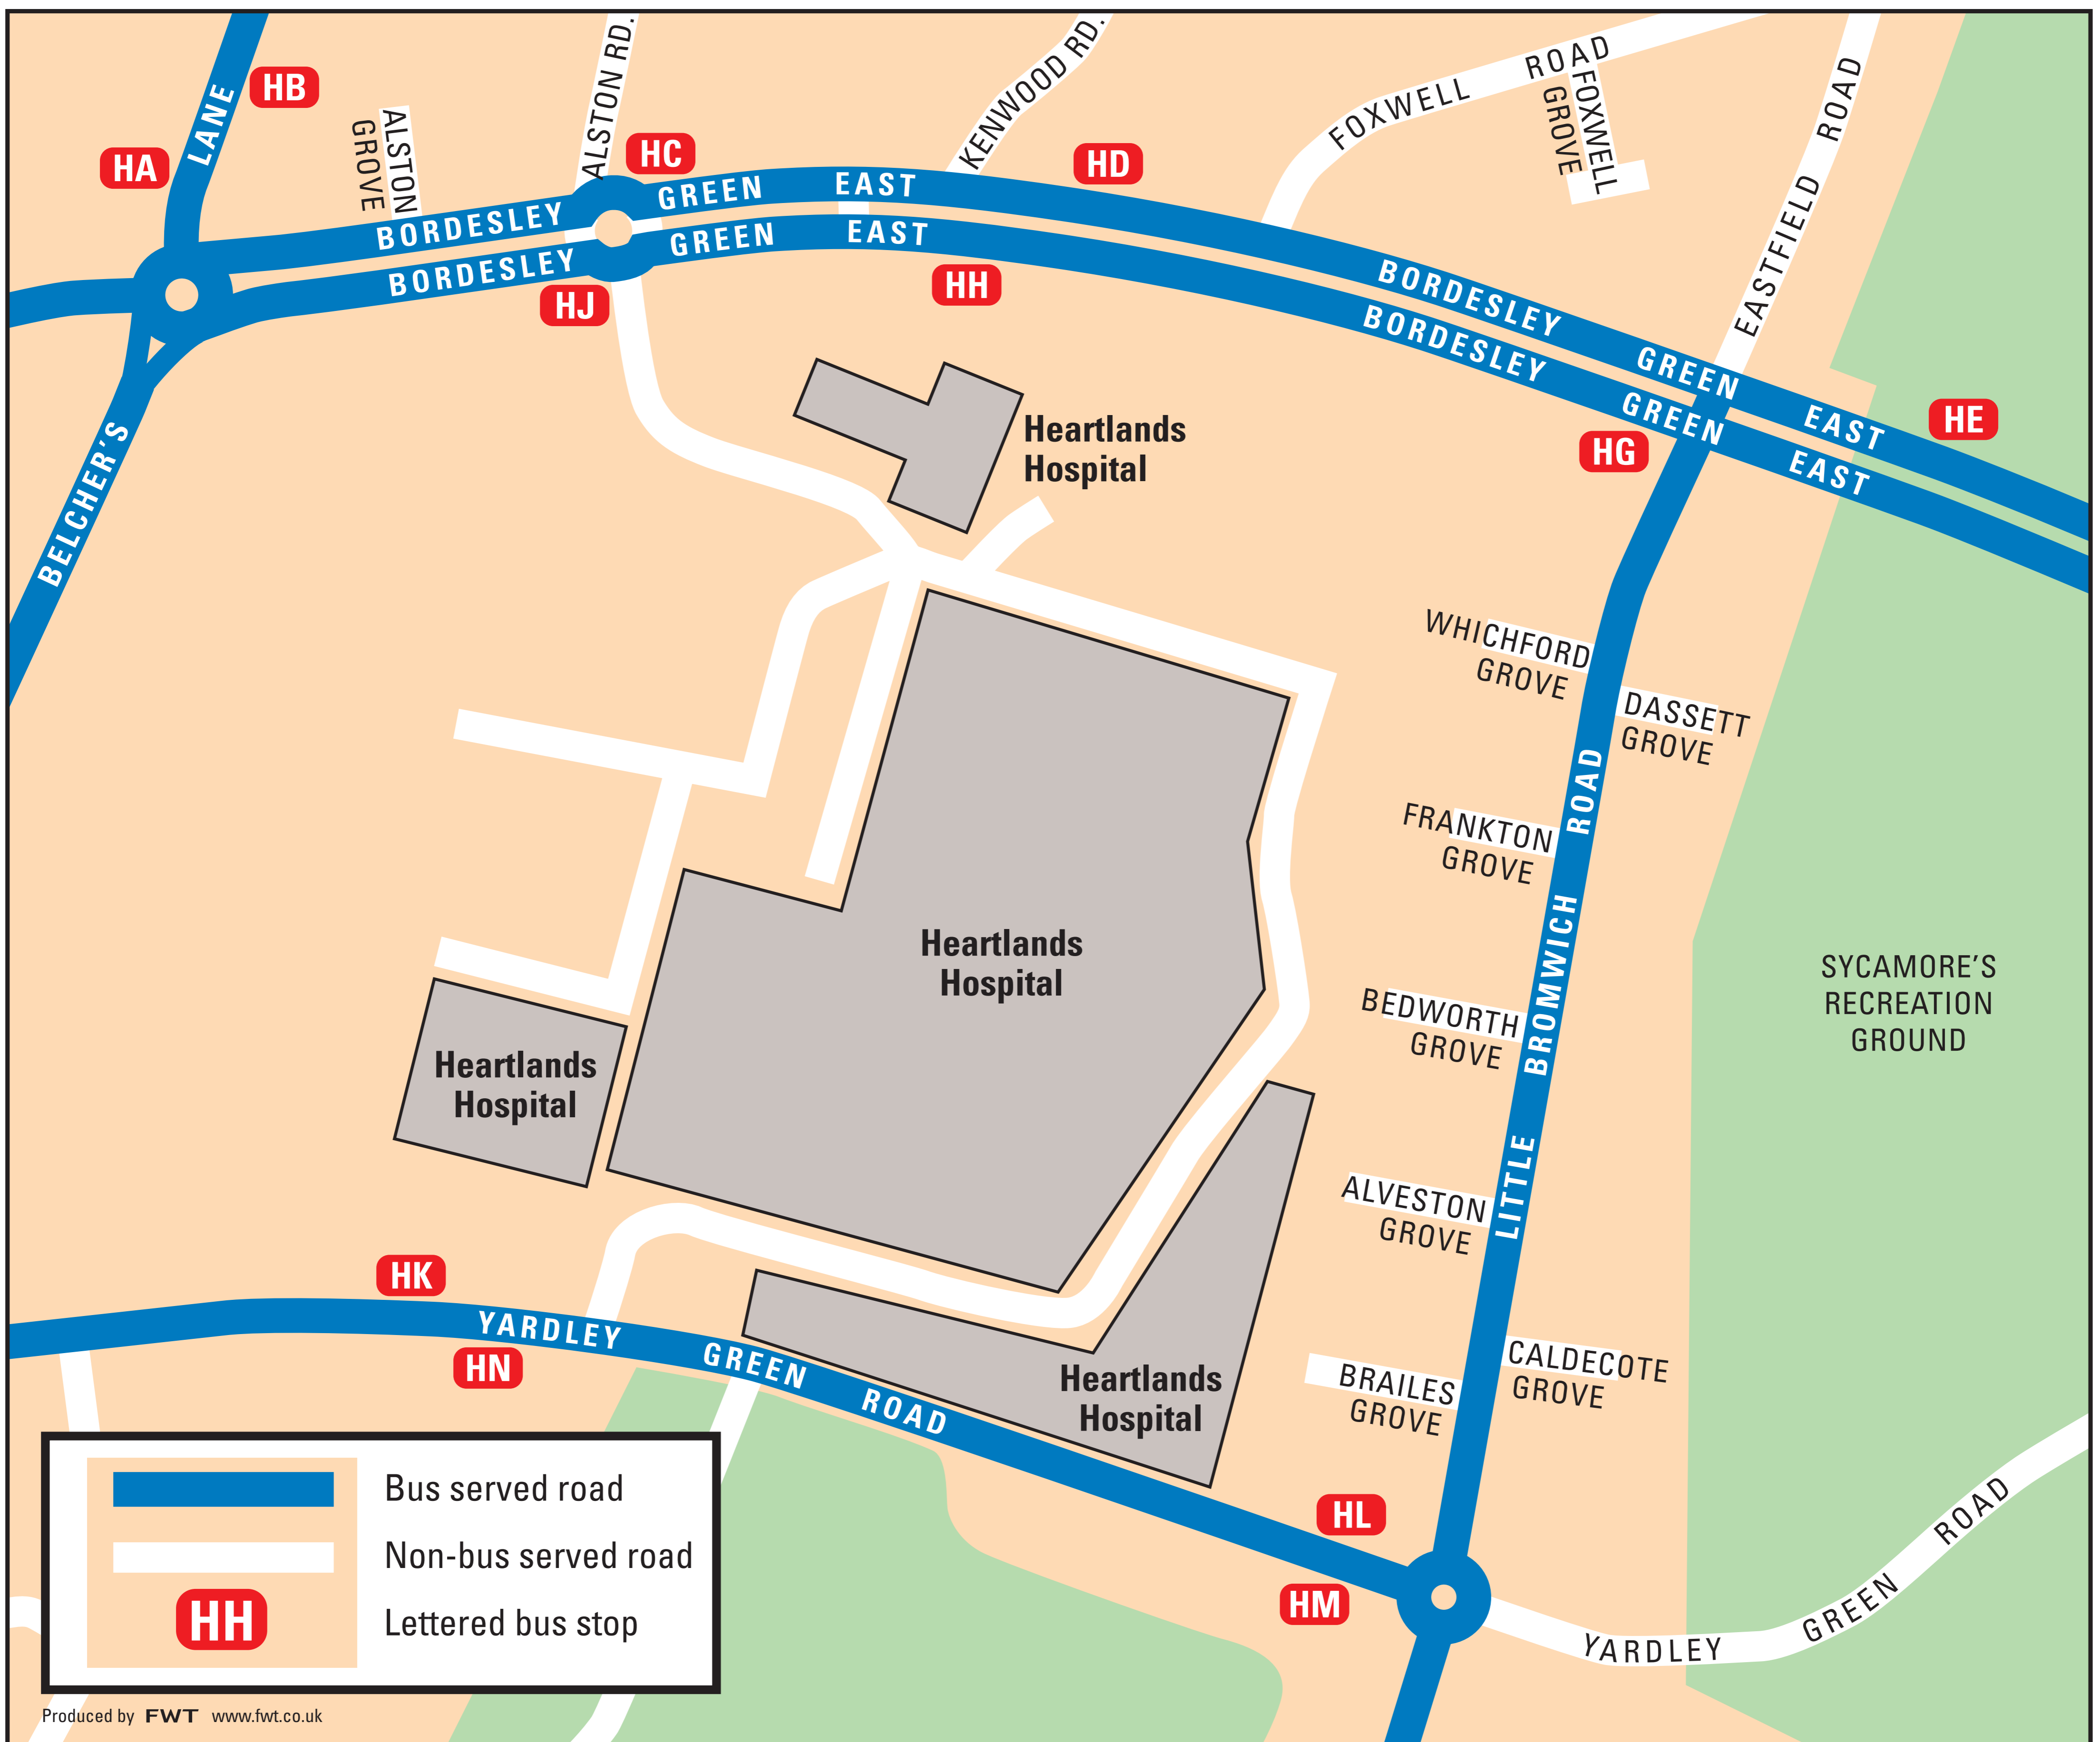 HB
LANE
HA
ALSTON
GROVE
ALSTON RD.
HC
KENWOOD RD.
HD
FOXWELL ROAD
FOXWELL
GROVE
EASTFIELD ROAD
BORDESLEY GREEN EAST
BORDESLEY GREEN EAST
HJ
HH
BORDESLEY GREEN EAST
BORDESLEY GREEN EAST
HE
HG
BELCHER'S
Heartlands
Hospital
WHICHFORD
GROVE
DASSETT
GROVE
FRANKTON
GROVE
BEDWORTH
GROVE
ALVESTON
GROVE
BRAILES
GROVE
CALDECOTE
GROVE
LITTLE BROMWICH ROAD
SYCAMORE'S
RECREATION
GROUND
Heartlands
Hospital
Heartlands
Hospital
Heartlands
Hospital
HK
HN
YARDLEY GREEN ROAD
HL
HM
YARDLEY GREEN ROAD
Bus served road
Non-bus served road
HH
Lettered bus stop
Produced by FWT www.fwt.co.uk